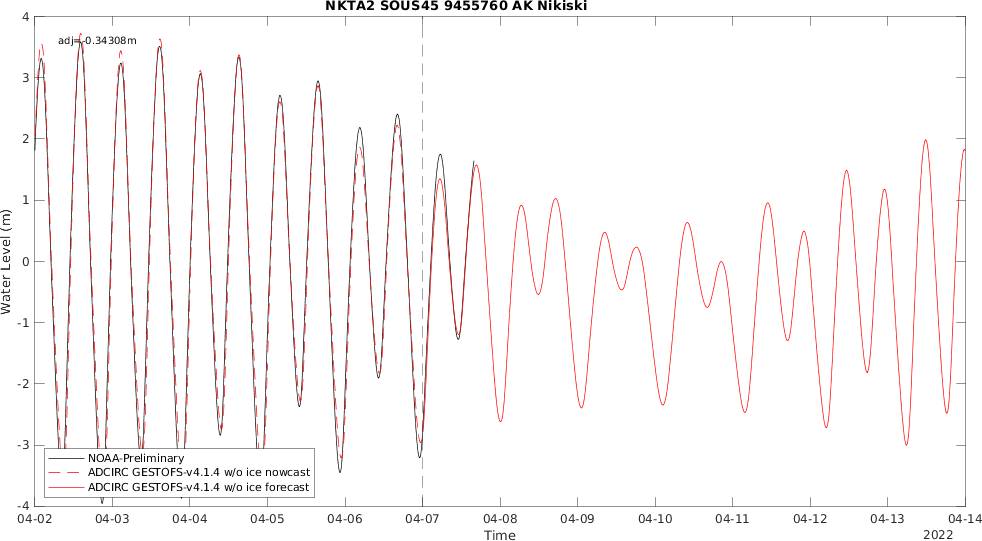 NKTA2 SOUS45 9455760 AK Nikiski
adj=-0.34308m
Water Level (m)
4
3
2
1
0
-1
-2
-3
-4
NOAA-Preliminary
ADCIRC GESTOFS-v4.1.4 w/o ice nowcast
ADCIRC GESTOFS-v4.1.4 w/o ice forecast
04-02 04-03 04-04 04-05 04-06 04-07 04-08 04-09 04-10 04-11 04-12 04-13 04-14
Time
2022